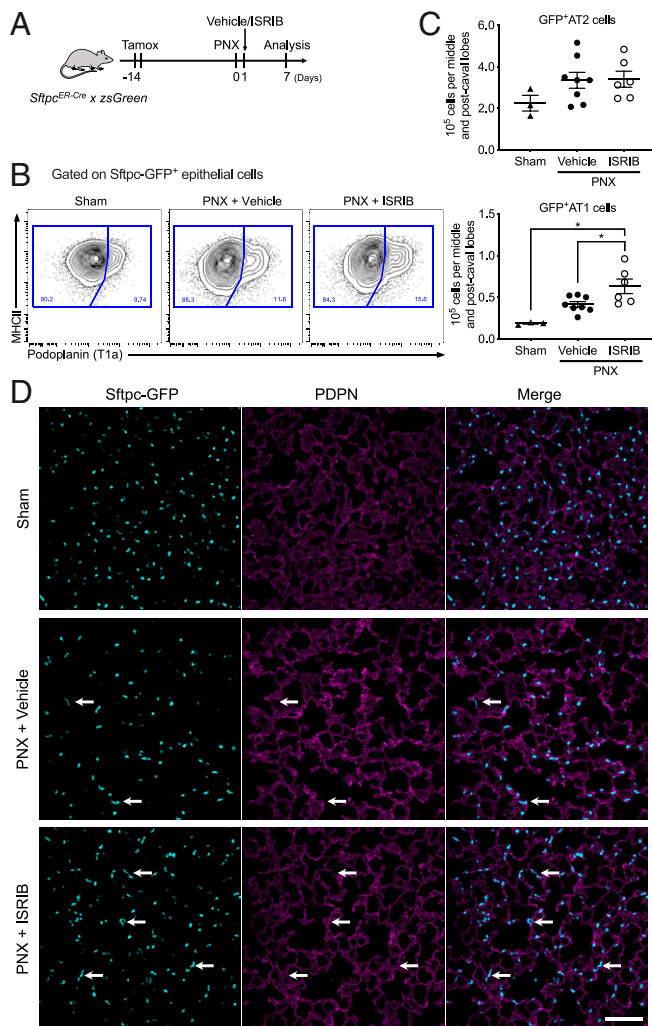 A
Vehicle/ISRIB
Tamox PNX Analysis
-14 0 1 7 (Days)
Sftpc^ER-Cre x zsGreen
B Gated on Sftpc-GFP⁺ epithelial cells
Sham PNX + Vehicle PNX + ISRIB
90.2 9.74 88.3 11.6 84.3 15.6
MHCII
Podoplanin (T1a)
C
GFP⁺AT2 cells
10⁵ cells per middle
and post-caval lobes
6.0
4.0
2.0
0.0
Sham Vehicle ISRIB
PNX
GFP⁺AT1 cells
10⁵ cells per middle
and post-caval lobes
1.5
1.0
0.5
0.0
*
*
Sham Vehicle ISRIB
PNX
D
Sftpc-GFP PDPN Merge
Sham
PNX + Vehicle
PNX + ISRIB